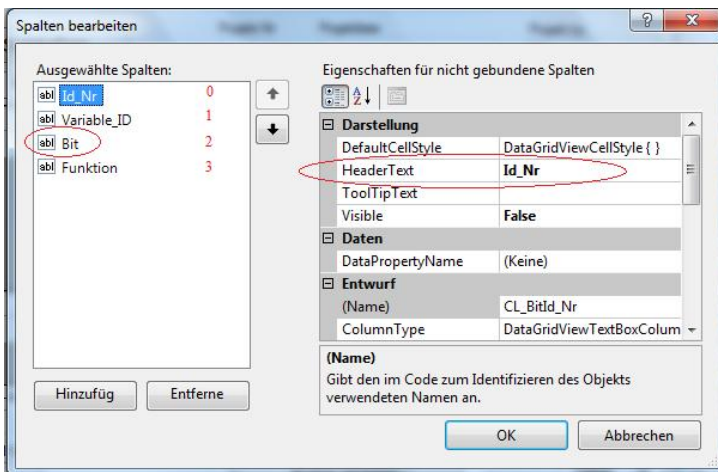 Spalten bearbeiten
Ausgewählte Spalten:
Id_Nr 0
Variable_ID 1
Bit 2
Funktion 3
Hinzufüg
Entferne
Eigenschaften für nicht gebundene Spalten
Darstellung
DefaultCellStyle DataGridViewCellStyle { }
HeaderText Id_Nr
ToolTipText
Visible False
Daten
DataPropertyName (Keine)
Entwurf
(Name) CL_BitId_Nr
ColumnType DataGridViewTextBoxColum
(Name)
Gibt den im Code zum Identifizieren des Objekts
verwendeten Namen an.
OK
Abbrechen